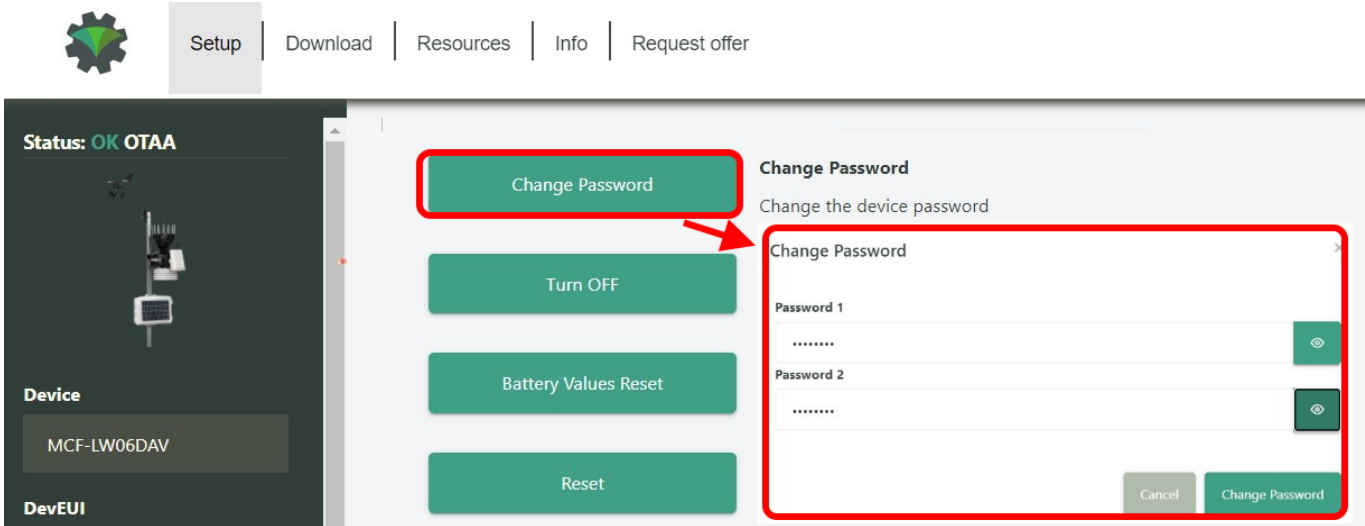 Setup
Download
Resources
Info
Request offer
Status: OK OTAA
Device
MCF-LW06DAV
DevEUI
Change Password
Turn OFF
Battery Values Reset
Reset
Change Password
Change the device password
Change Password
×
Password 1
••••••••
Password 2
••••••••
Cancel
Change Password